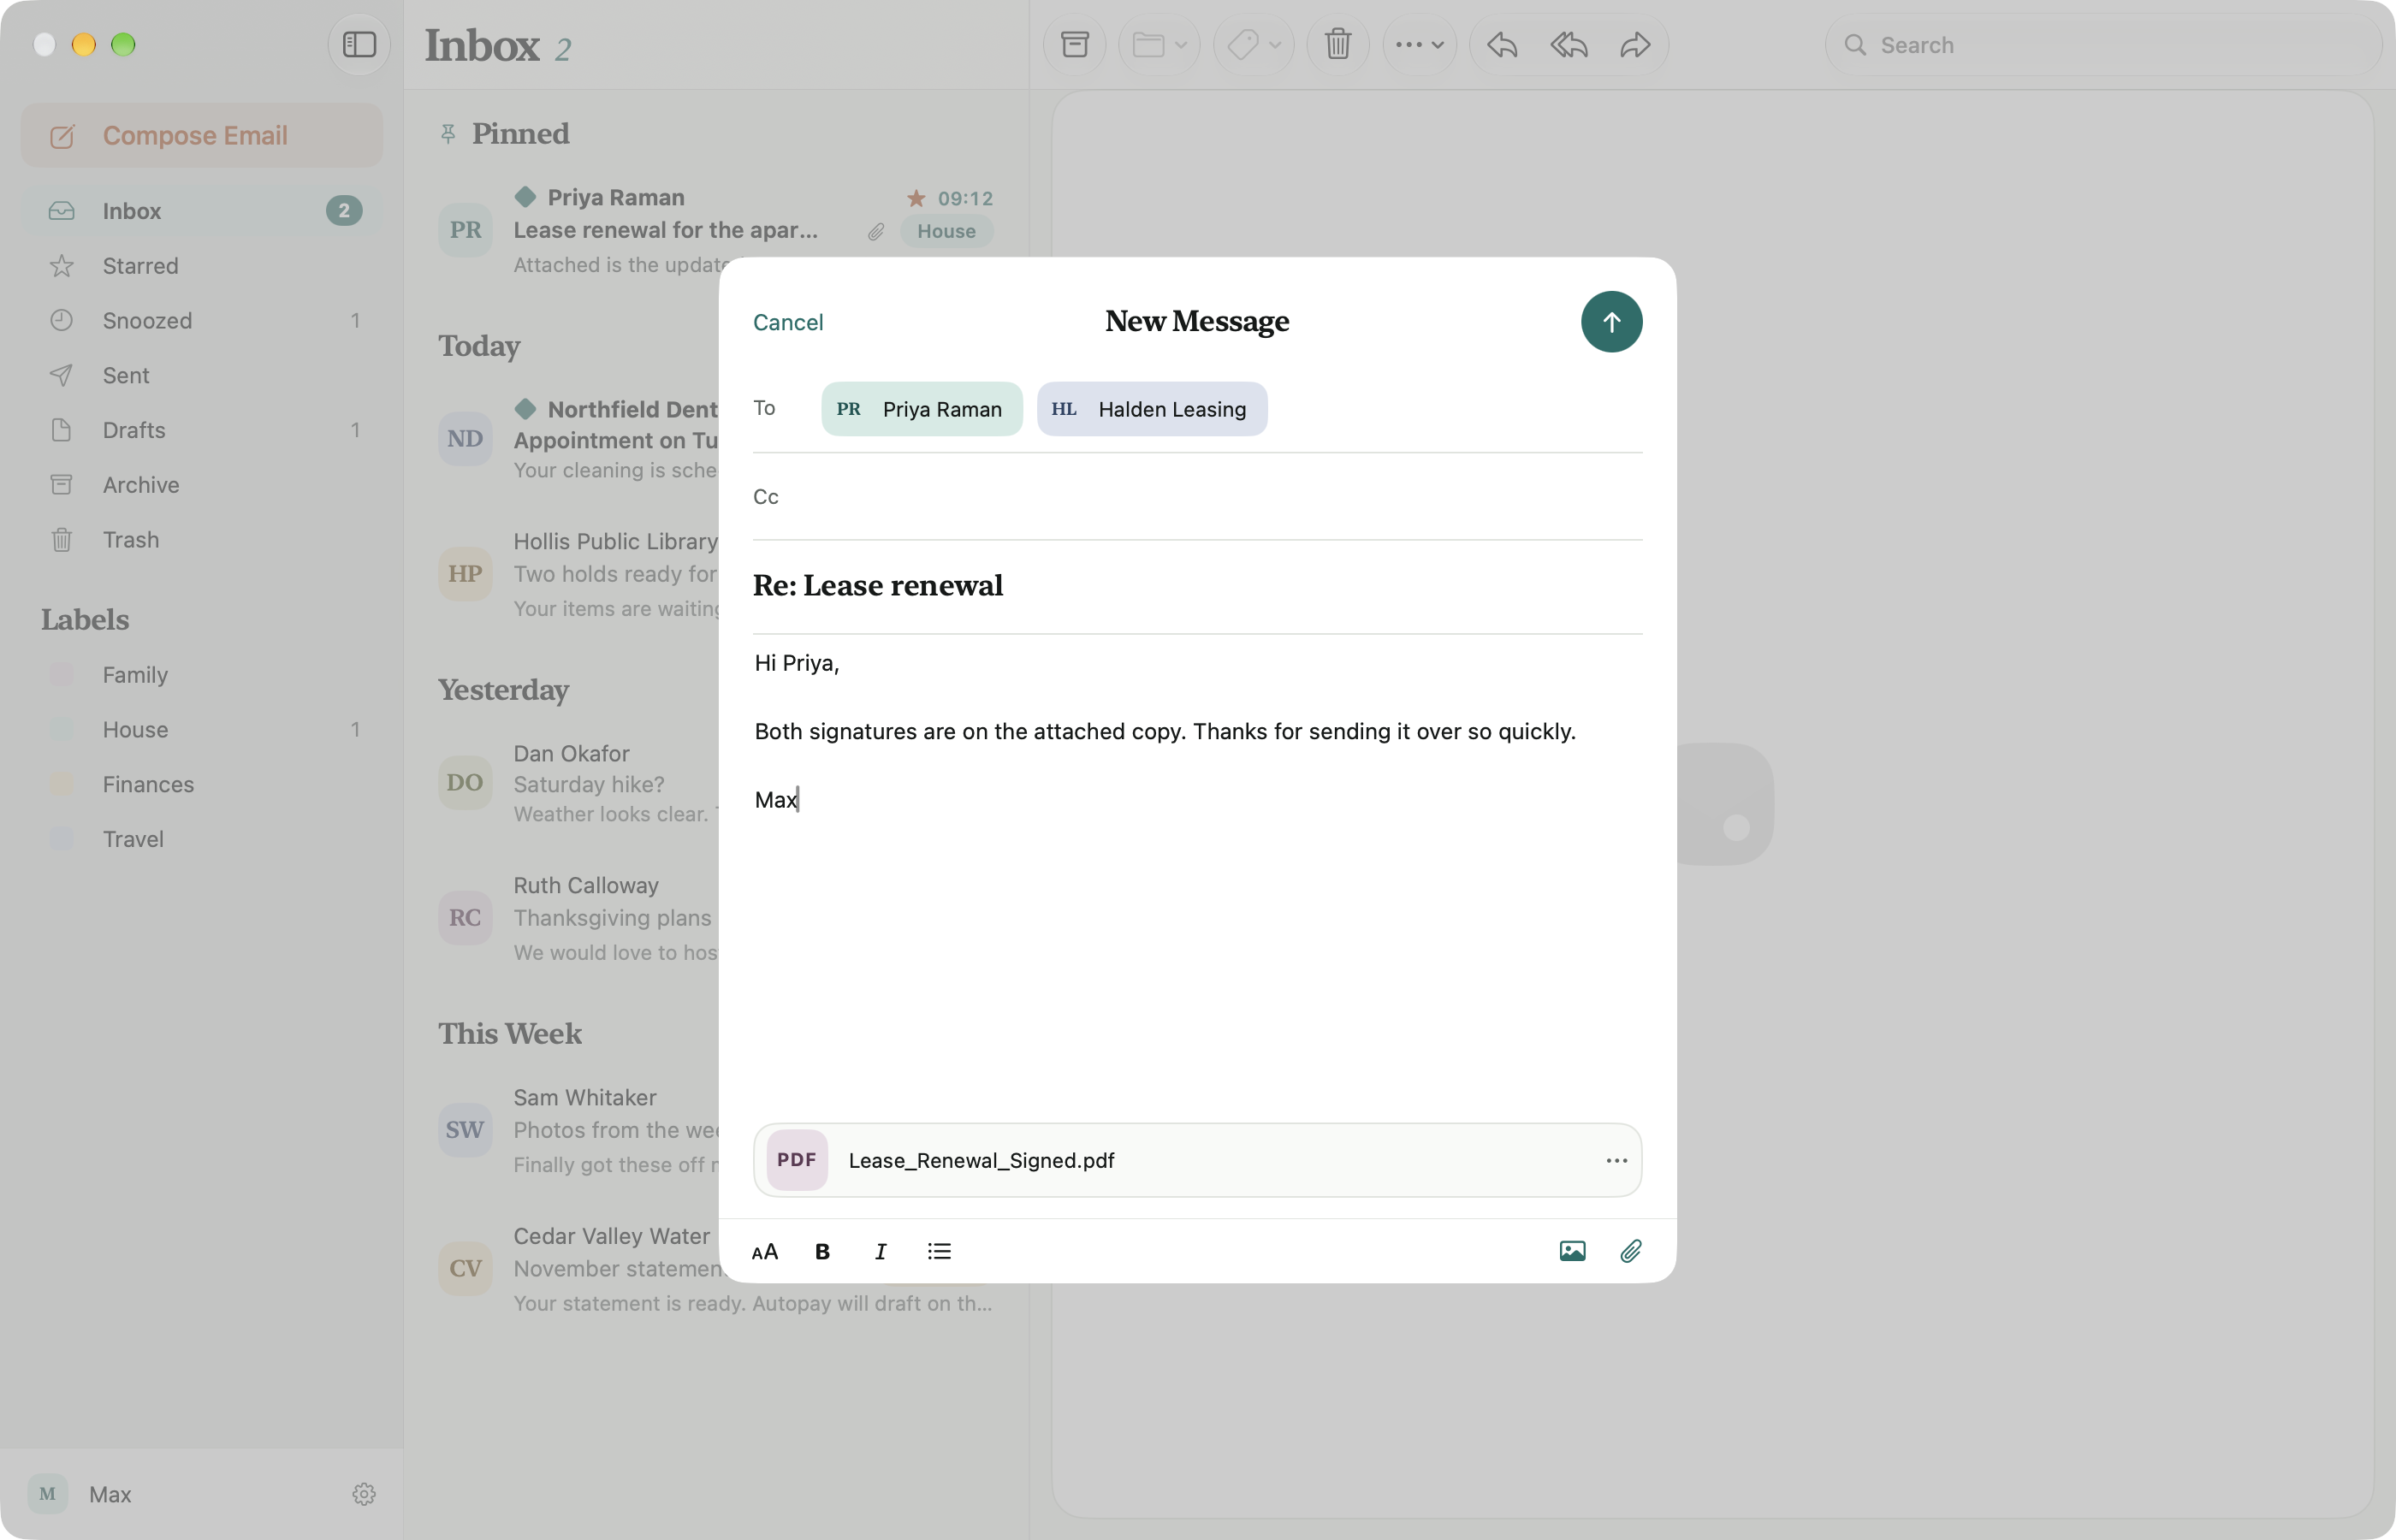 Inbox 2
Search
Compose Email
Inbox 2
Starred
Snoozed 1
Sent
Drafts 1
Archive
Trash
Labels
Family
House 1
Finances
Travel
M Max
Pinned
PR
Priya Raman 09:12
Lease renewal for the apar... House
Attached is the update
Today
ND
Northfield Dent
Appointment on Tu
Your cleaning is sche
HP
Hollis Public Library
Two holds ready for
Your items are waiting
Yesterday
DO
Dan Okafor
Saturday hike?
Weather looks clear.
RC
Ruth Calloway
Thanksgiving plans
We would love to hos
This Week
SW
Sam Whitaker
Photos from the wee
Finally got these off
CV
Cedar Valley Water
November statemen
Your statement is ready. Autopay will draft on th...
Cancel New Message
To PR Priya Raman HL Halden Leasing
Cc
Re: Lease renewal
Hi Priya,
Both signatures are on the attached copy. Thanks for sending it over so quickly.
Max
PDF Lease_Renewal_Signed.pdf
AA B I